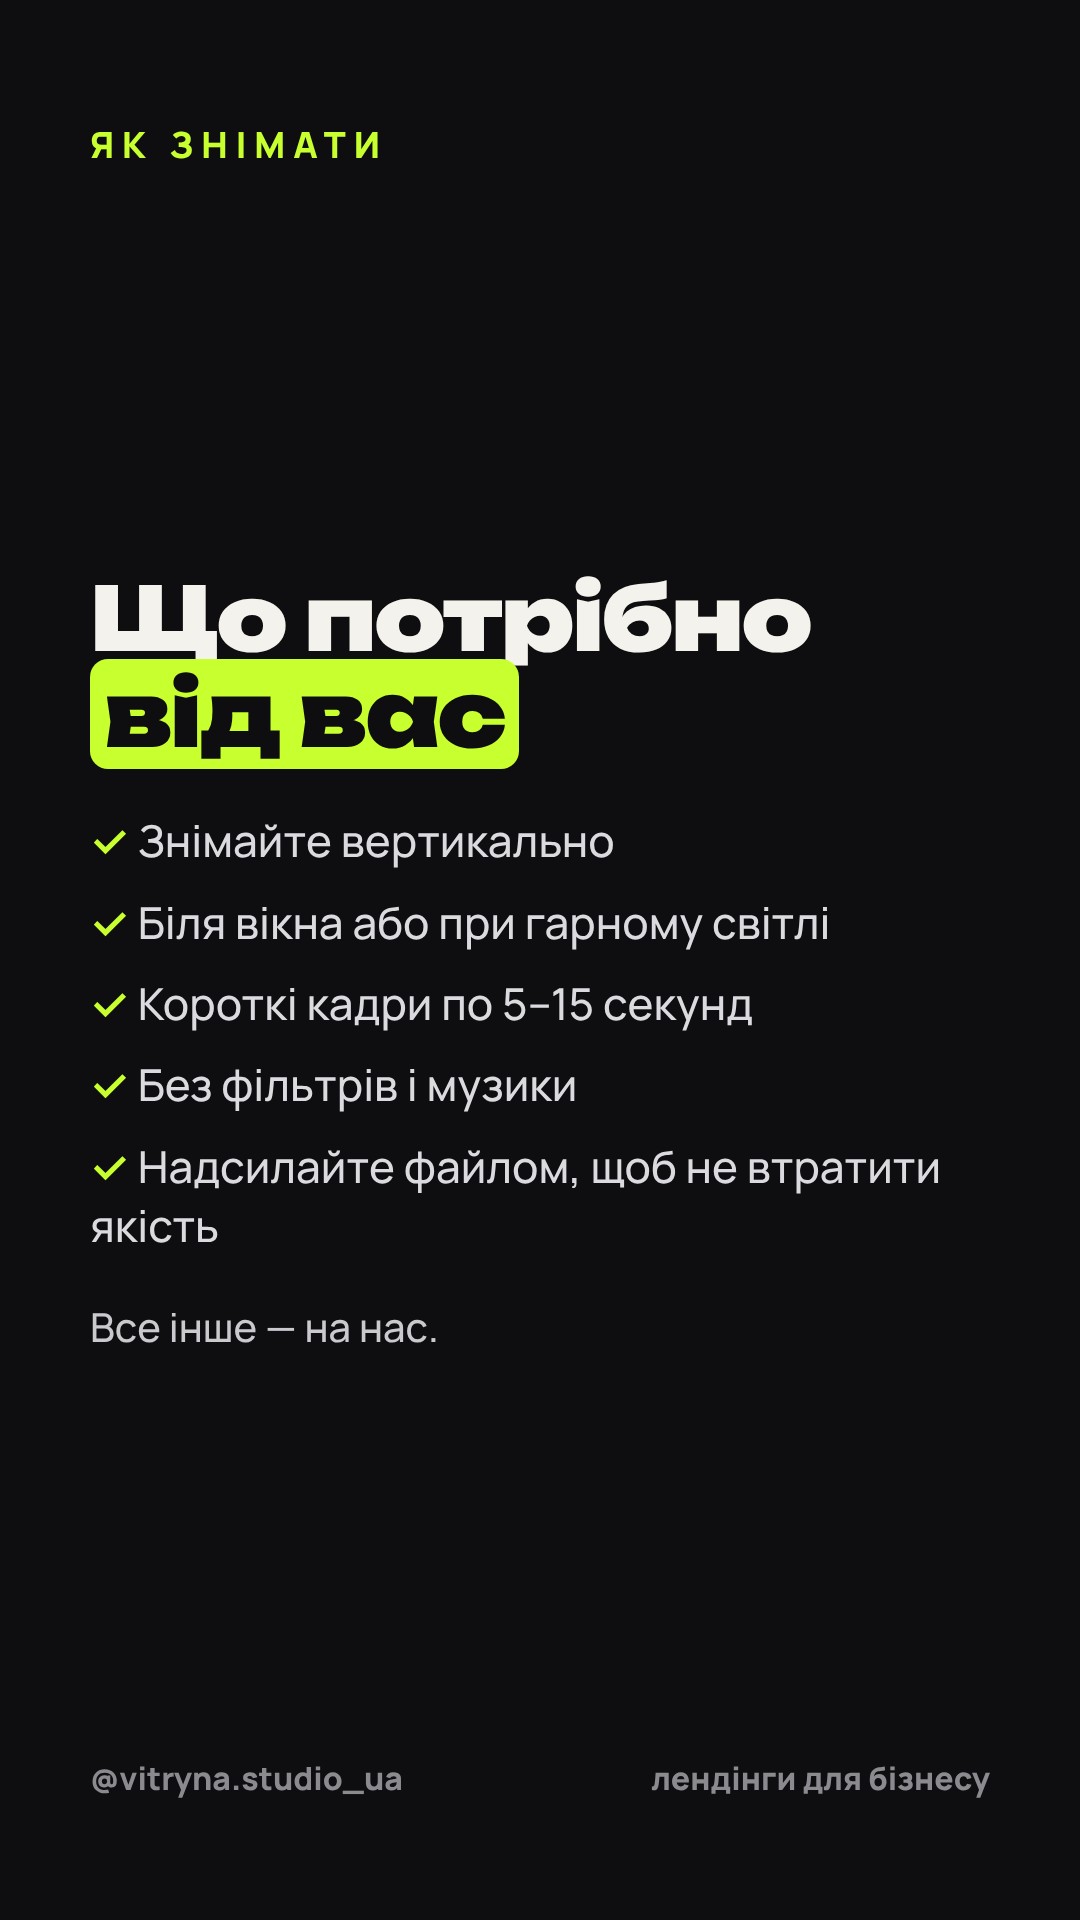 ЯК ЗНІМАТИ
Що потрібно
від вас
✓ Знімайте вертикально
✓ Біля вікна або при гарному світлі
✓ Короткі кадри по 5–15 секунд
✓ Без фільтрів і музики
✓ Надсилайте файлом, щоб не втратити
якість
Все інше — на нас.
@vitryna.studio_ua
лендінги для бізнесу